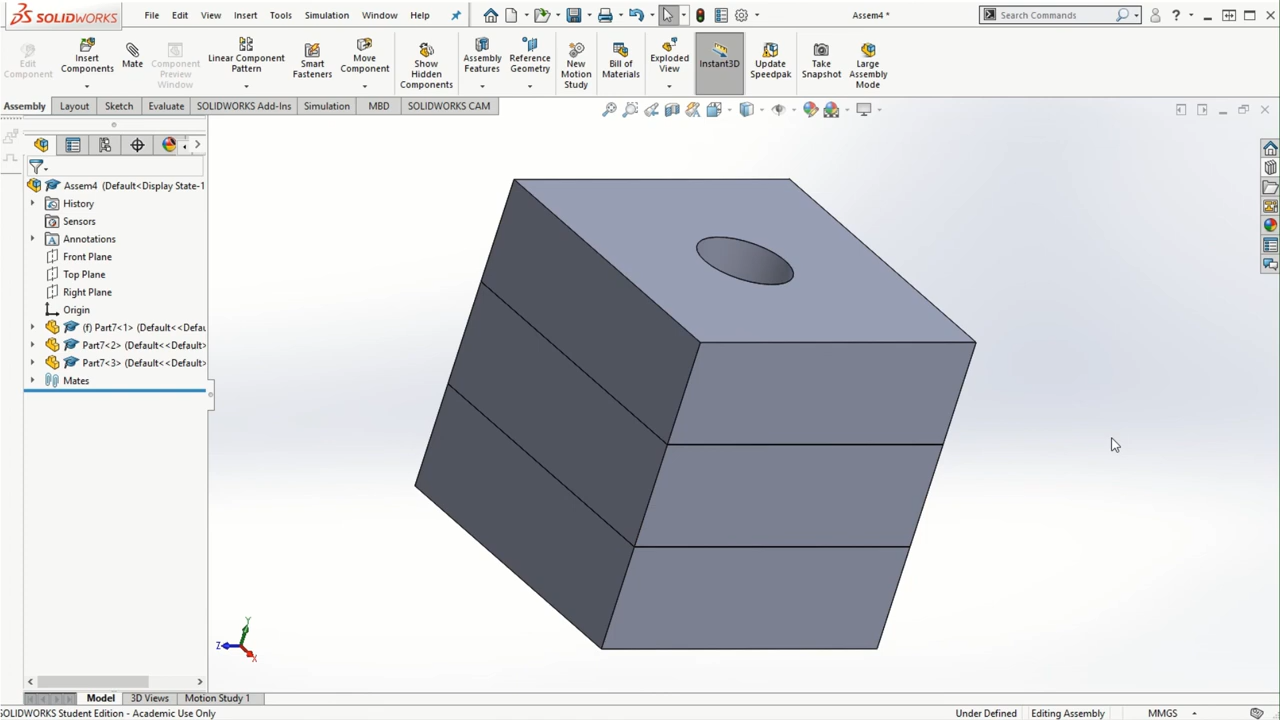 SOLIDWORKS File Edit View Insert Tools Simulation Window Help Assem4 * Search Commands ?
Edit Component
Insert Components
Mate
Component Preview Window
Linear Component Pattern
Smart Fasteners
Move Component
Show Hidden Components
Assembly Features
Reference Geometry
New Motion Study
Bill of Materials
Exploded View
Instant3D
Update Speedpak
Take Snapshot
Large Assembly Mode
Assembly Layout Sketch Evaluate SOLIDWORKS Add-Ins Simulation MBD SOLIDWORKS CAM
Assem4 (Default<Display State-1
History
Sensors
Annotations
Front Plane
Top Plane
Right Plane
Origin
(f) Part7<1> (Default<<Defau
Part7<2> (Default<<Default>
Part7<3> (Default<<Default>
Mates
Y
Z
X
Model 3D Views Motion Study 1
SOLIDWORKS Student Edition - Academic Use Only Under Defined Editing Assembly MMGS